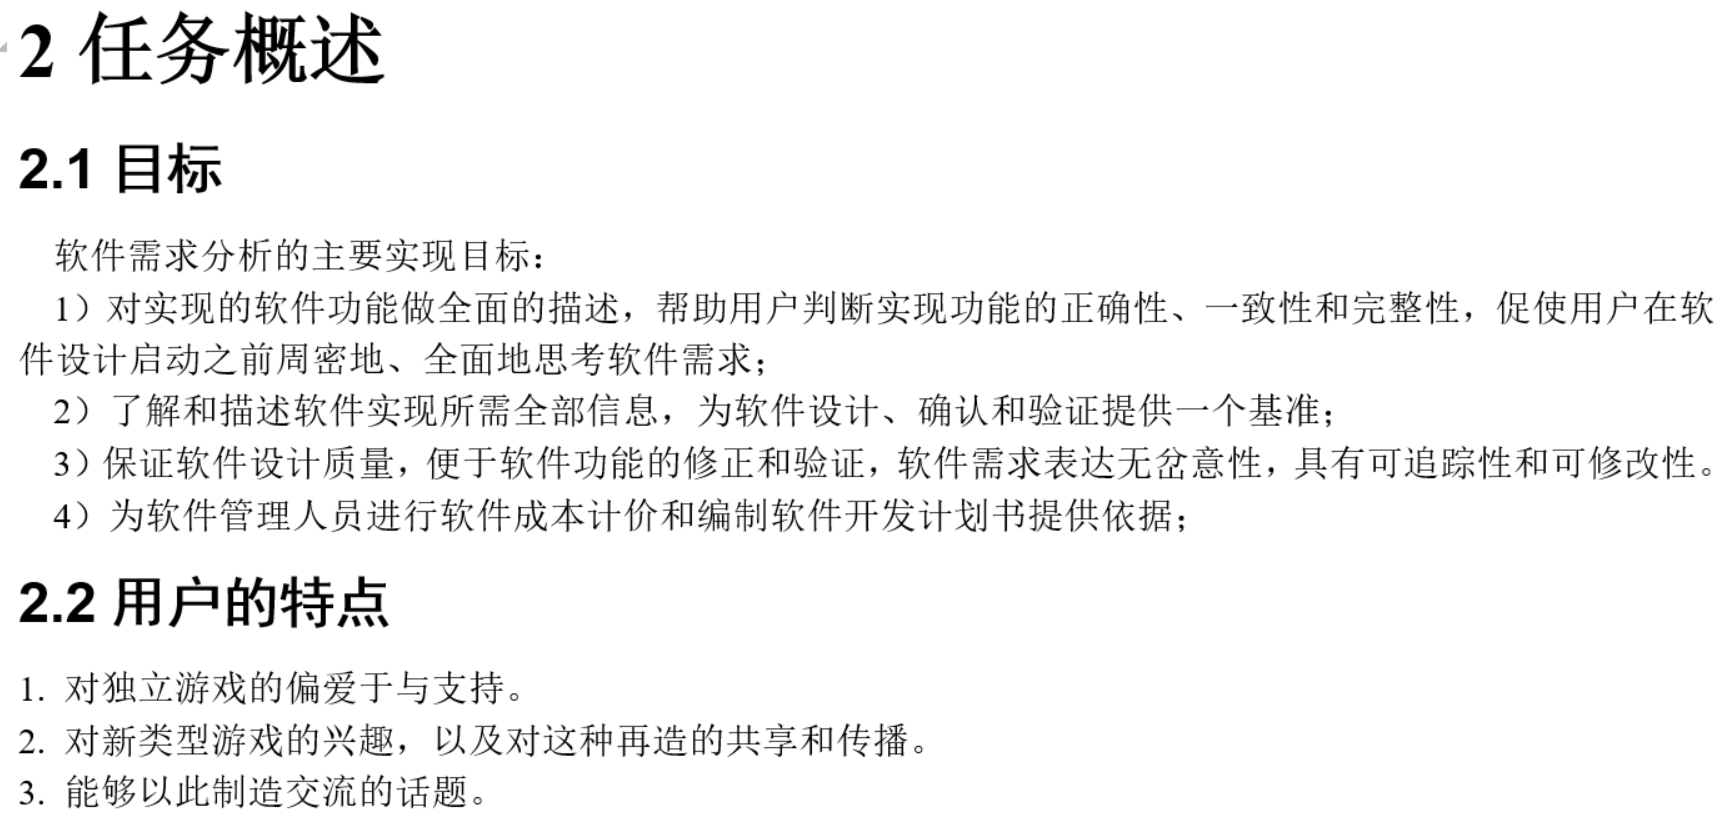 2 任务概述
2.1 目标
软件需求分析的主要实现目标：
1）对实现的软件功能做全面的描述，帮助用户判断实现功能的正确性、一致性和完整性，促使用户在软
件设计启动之前周密地、全面地思考软件需求；
2）了解和描述软件实现所需全部信息，为软件设计、确认和验证提供一个基准；
3）保证软件设计质量，便于软件功能的修正和验证，软件需求表达无岔意性，具有可追踪性和可修改性。
4）为软件管理人员进行软件成本计价和编制软件开发计划书提供依据；
2.2 用户的特点
1. 对独立游戏的偏爱于与支持。
2. 对新类型游戏的兴趣，以及对这种再造的共享和传播。
3. 能够以此制造交流的话题。